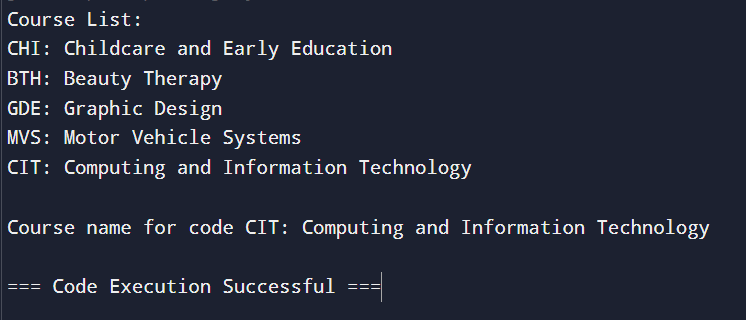 Course List:
CHI: Childcare and Early Education
BTH: Beauty Therapy
GDE: Graphic Design
MVS: Motor Vehicle Systems
CIT: Computing and Information Technology
Course name for code CIT: Computing and Information Technology
=== Code Execution Successful ===